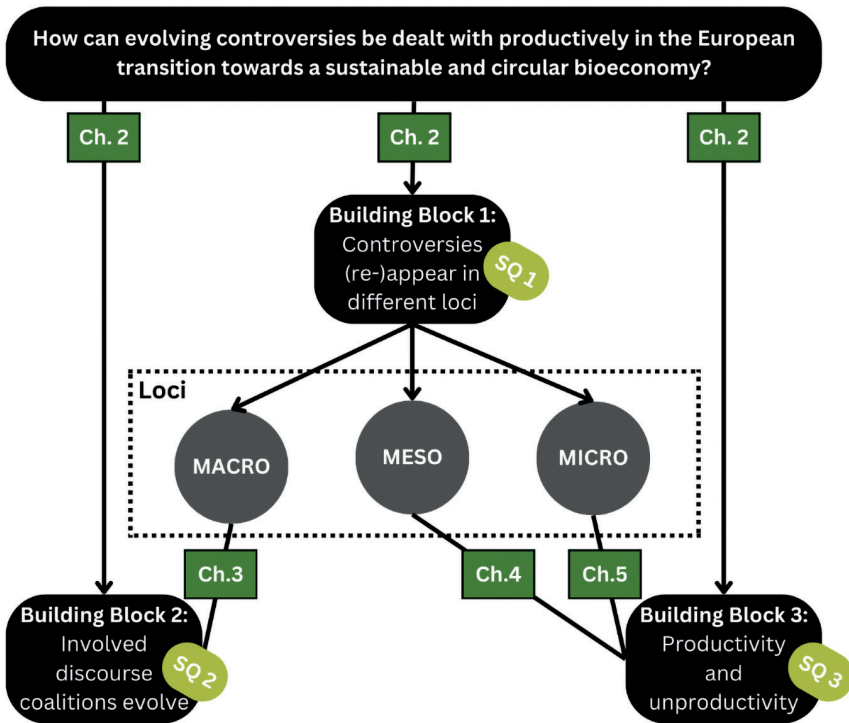 How can evolving controversies be dealt with productively in the European
transition towards a sustainable and circular bioeconomy?
Ch. 2
Ch. 2
Ch. 2
Building Block 1:
Controversies
(re-)appear in
different loci
SQ 1
Loci
MACRO
MESO
MICRO
Ch.3
Ch.4
Ch.5
Building Block 2:
Involved
discourse
coalitions evolve
SQ 2
Building Block 3:
Productivity
and
unproductivity
SQ 3